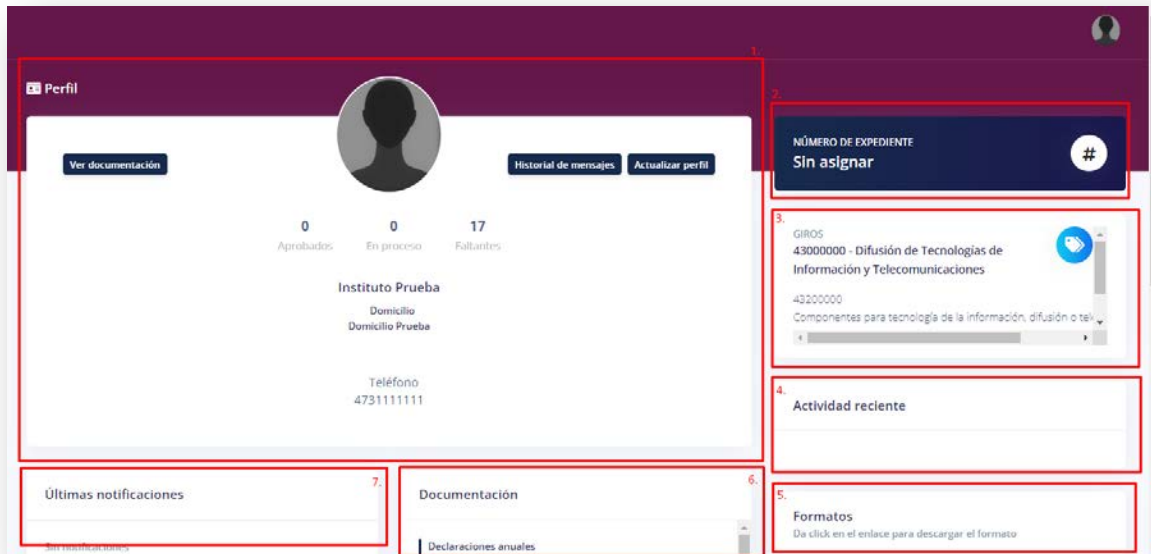 1.
Perfil
Ver documentación
Historial de mensajes
Actualizar perfil
0
0
17
Aprobados
En proceso
Faltantes
Instituto Prueba
Domicilio
Domicilio Prueba
Teléfono
4731111111
2.
NÚMERO DE EXPEDIENTE
Sin asignar
#
3.
GIROS
43000000 - Difusión de Tecnologías de
Información y Telecomunicaciones
43200000
Componentes para tecnología de la información, difusión o tele
4.
Actividad reciente
5.
Formatos
Da click en el enlace para descargar el formato
7.
Últimas notificaciones
Sin notificaciones
6.
Documentación
Declaraciones anuales